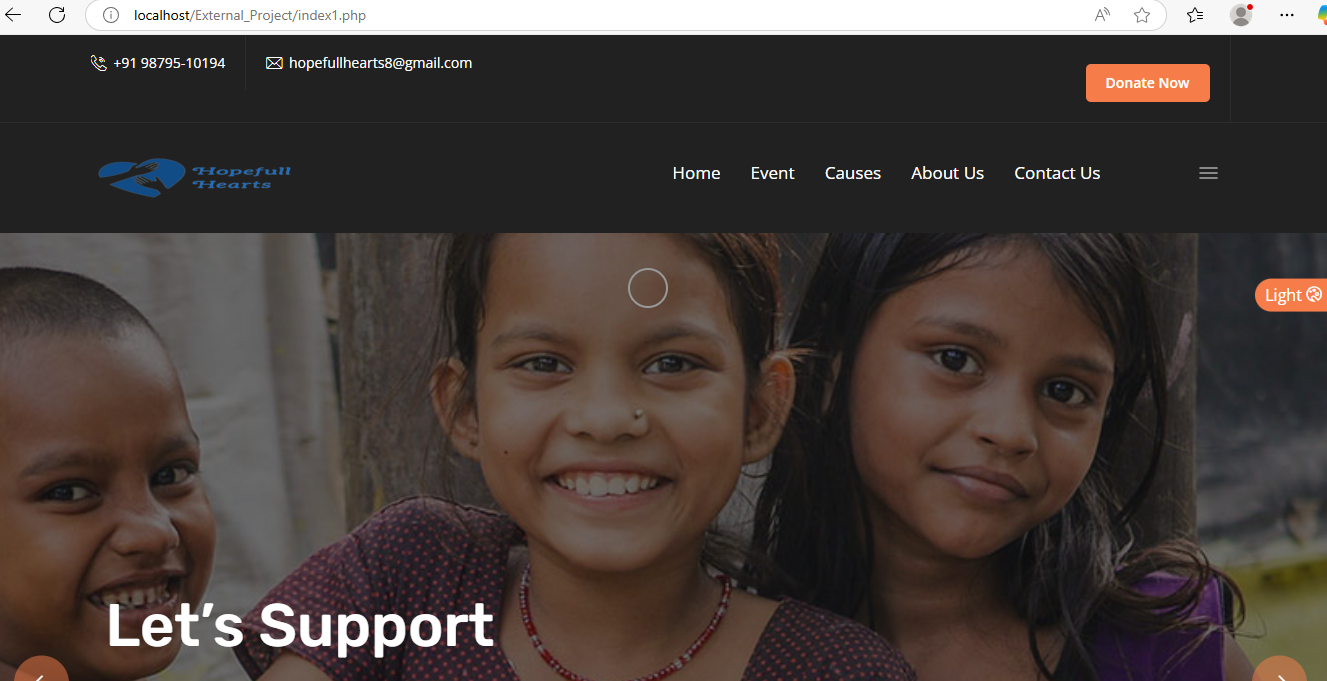 localhost/External_Project/index1.php
+91 98795-10194 hopefullhearts8@gmail.com
Donate Now
Hopefull
Hearts
Home Event Causes About Us Contact Us
Light
Let’s Support